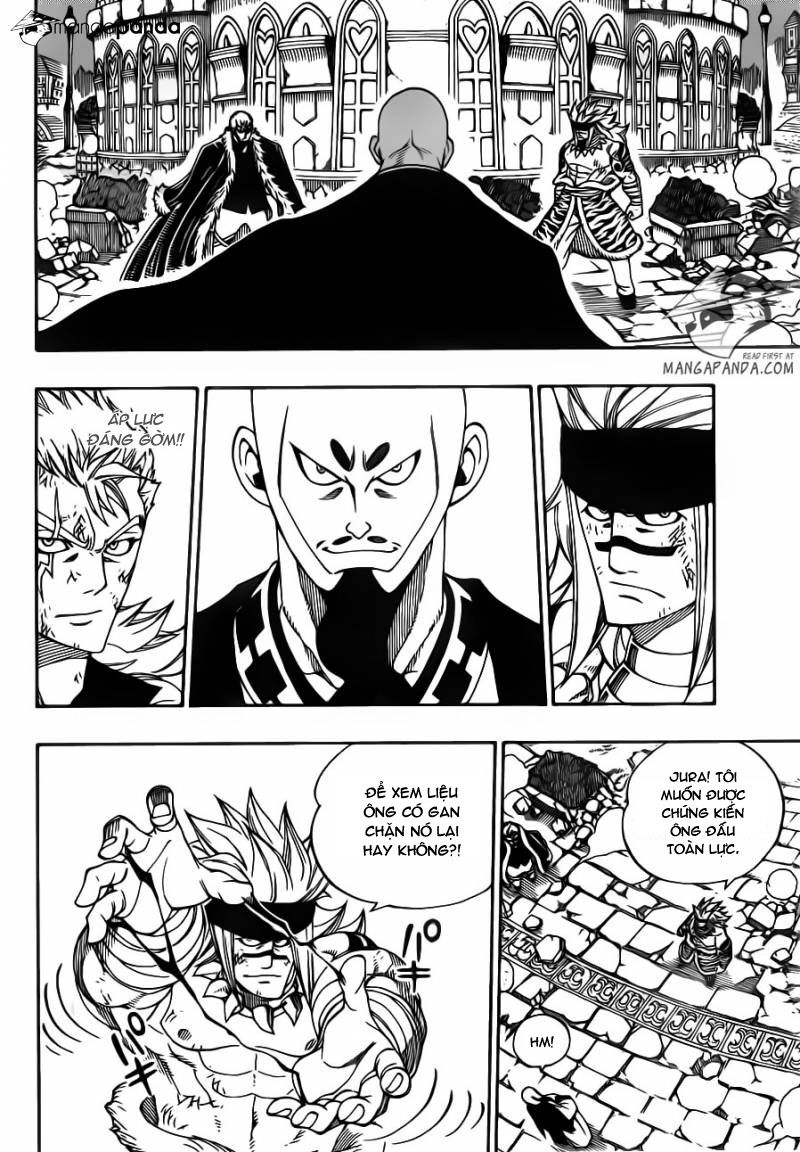 mangapanda
READ FIRST AT
MANGAPANDA.COM
ÁP LỰC
ĐÁNG GỜM!!
JURA! TÔI
MUỐN ĐƯỢC
CHỨNG KIẾN
ÔNG ĐẤU
TOÀN LỰC.
HM!
ĐỂ XEM LIỆU
ÔNG CÓ GAN
CHẶN NÓ LẠI
HAY KHÔNG?!